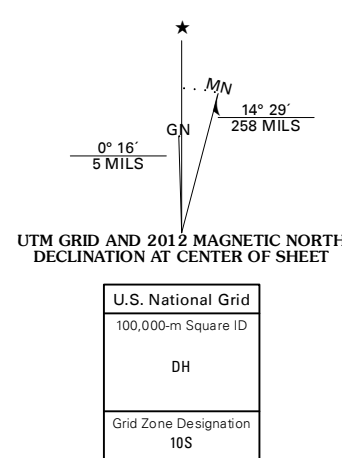 ★
MN
GN
14° 29´
258 MILS
0° 16´
5 MILS
UTM GRID AND 2012 MAGNETIC NORTH
DECLINATION AT CENTER OF SHEET
U.S. National Grid
100,000-m Square ID
DH
Grid Zone Designation
10S